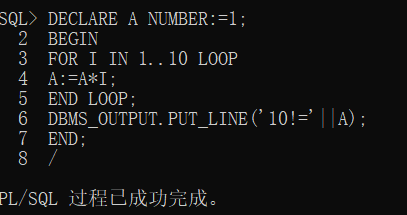 SQL> DECLARE A NUMBER:=1;
2 BEGIN
3 FOR I IN 1..10 LOOP
4 A:=A*I;
5 END LOOP;
6 DBMS_OUTPUT.PUT_LINE('10!='||A);
7 END;
8 /
PL/SQL 过程已成功完成。